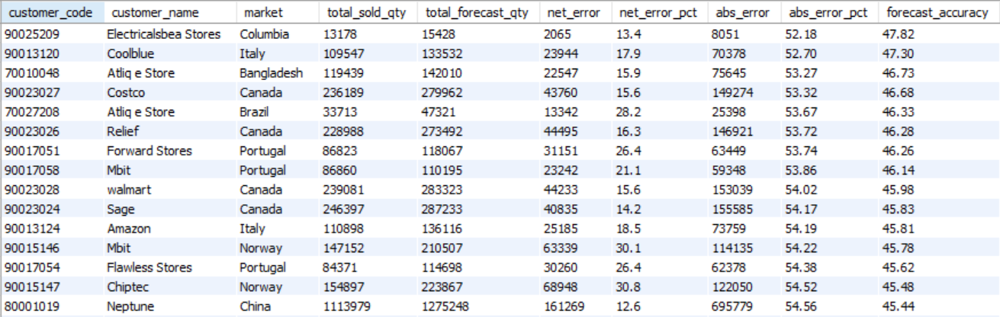 customer_code customer_name market total_sold_qty total_forecast_qty net_error net_error_pct abs_error abs_error_pct forecast_accuracy
90025209 Electricalsbea Stores Columbia 13178 15428 2065 13.4 8051 52.18 47.82
90013120 Coolblue Italy 109547 133532 23944 17.9 70378 52.70 47.30
70010048 Atliq e Store Bangladesh 119439 142010 22547 15.9 75645 53.27 46.73
90023027 Costco Canada 236189 279962 43760 15.6 149274 53.32 46.68
70027208 Atliq e Store Brazil 33713 47321 13342 28.2 25398 53.67 46.33
90023026 Relief Canada 228988 273492 44495 16.3 146921 53.72 46.28
90017051 Forward Stores Portugal 86823 118067 31151 26.4 63449 53.74 46.26
90017058 Mbit Portugal 86860 110195 23242 21.1 59348 53.86 46.14
90023028 walmart Canada 239081 283323 44233 15.6 153039 54.02 45.98
90023024 Sage Canada 246397 287233 40835 14.2 155585 54.17 45.83
90013124 Amazon Italy 110898 136116 25185 18.5 73759 54.19 45.81
90015146 Mbit Norway 147152 210507 63339 30.1 114135 54.22 45.78
90017054 Flawless Stores Portugal 84371 114698 30260 26.4 62378 54.38 45.62
90015147 Chiptec Norway 154897 223867 68948 30.8 122050 54.52 45.48
80001019 Neptune China 1113979 1275248 161269 12.6 695779 54.56 45.44